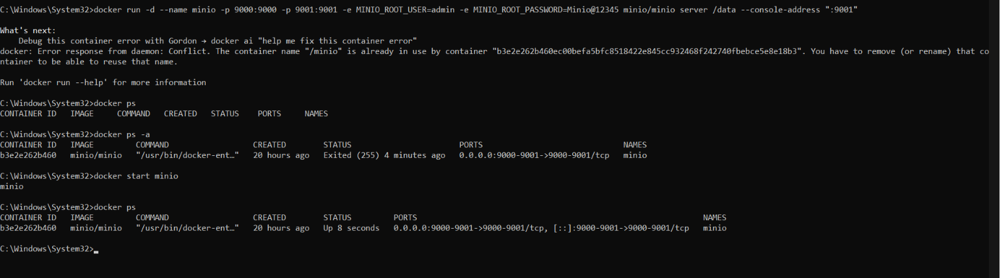 C:\Windows\System32>docker run -d --name minio -p 9000:9000 -p 9001:9001 -e MINIO_ROOT_USER=admin -e MINIO_ROOT_PASSWORD=Minio@12345 minio/minio server /data --console-address ":9001"
What's next:
Debug this container error with Gordon → docker ai "help me fix this container error"
docker: Error response from daemon: Conflict. The container name "/minio" is already in use by container "b3e2e262b460ec00befa5bfc8518422e845cc932468f242740fbebce5e8e18b3". You have to remove (or rename) that co
ntainer to be able to reuse that name.
Run 'docker run --help' for more information
C:\Windows\System32>docker ps
CONTAINER ID   IMAGE     COMMAND   CREATED   STATUS    PORTS     NAMES
C:\Windows\System32>docker ps -a
CONTAINER ID   IMAGE         COMMAND                  CREATED        STATUS                       PORTS                              NAMES
b3e2e262b460   minio/minio   "/usr/bin/docker-ent…"   20 hours ago   Exited (255) 4 minutes ago   0.0.0.0:9000-9001->9000-9001/tcp   minio
C:\Windows\System32>docker start minio
minio
C:\Windows\System32>docker ps
CONTAINER ID   IMAGE         COMMAND                  CREATED        STATUS         PORTS                                                             NAMES
b3e2e262b460   minio/minio   "/usr/bin/docker-ent…"   20 hours ago   Up 8 seconds   0.0.0.0:9000-9001->9000-9001/tcp, [::]:9000-9001->9000-9001/tcp   minio
C:\Windows\System32>